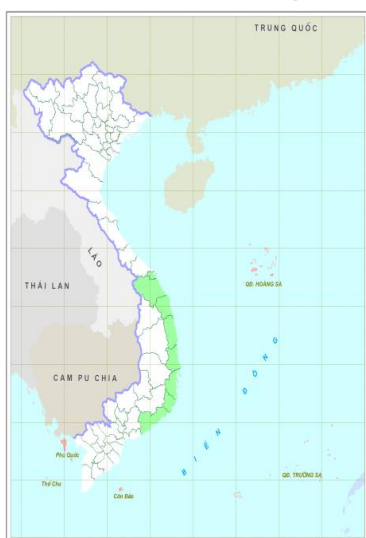 TRUNG QUỐC
LÀO
QĐ. HOÀNG SA
THÁI LAN
BIỂN ĐÔNG
CAM PU CHIA
Phú Quốc
QĐ. TRƯỜNG SA
Thổ Chu
Côn Đảo